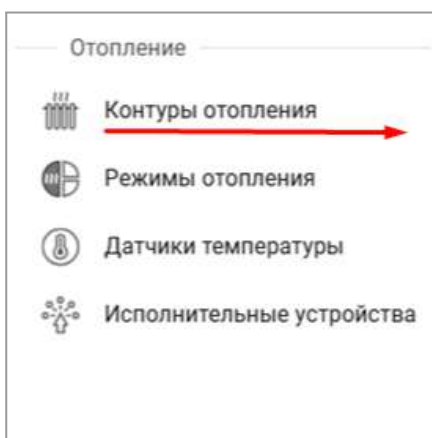 Отопление
Контуры отопления
Режимы отопления
Датчики температуры
Исполнительные устройства